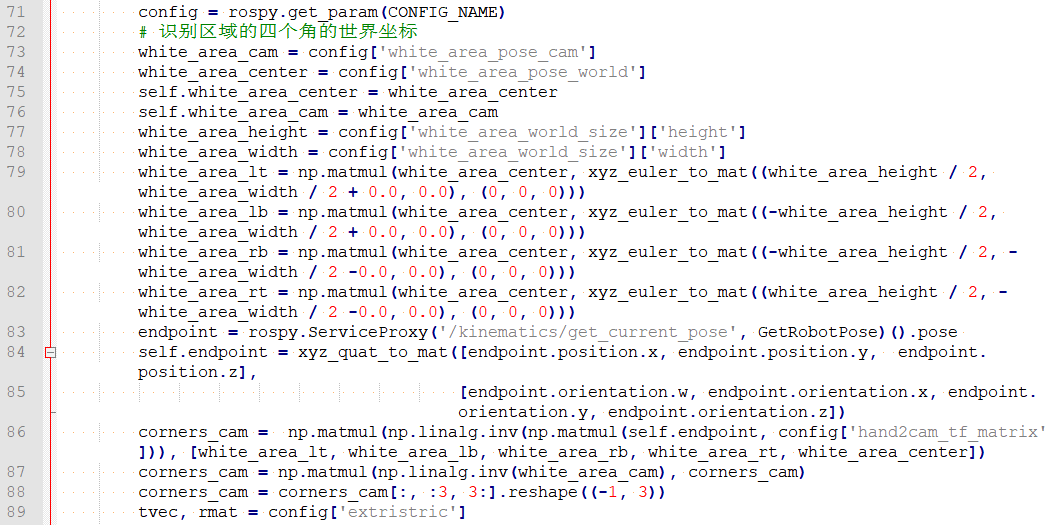 71 config = rospy.get_param(CONFIG_NAME)
72 # 识别区域的四个角的世界坐标
73 white_area_cam = config['white_area_pose_cam']
74 white_area_center = config['white_area_pose_world']
75 self.white_area_center = white_area_center
76 self.white_area_cam = white_area_cam
77 white_area_height = config['white_area_world_size']['height']
78 white_area_width = config['white_area_world_size']['width']
79 white_area_lt = np.matmul(white_area_center, xyz_euler_to_mat((white_area_height / 2,
white_area_width / 2 + 0.0, 0.0), (0, 0, 0)))
80 white_area_lb = np.matmul(white_area_center, xyz_euler_to_mat((-white_area_height / 2,
white_area_width / 2 + 0.0, 0.0), (0, 0, 0)))
81 white_area_rb = np.matmul(white_area_center, xyz_euler_to_mat((-white_area_height / 2, -
white_area_width / 2 -0.0, 0.0), (0, 0, 0)))
82 white_area_rt = np.matmul(white_area_center, xyz_euler_to_mat((white_area_height / 2, -
white_area_width / 2 -0.0, 0.0), (0, 0, 0)))
83 endpoint = rospy.ServiceProxy('/kinematics/get_current_pose', GetRobotPose)().pose
84 self.endpoint = xyz_quat_to_mat([endpoint.position.x, endpoint.position.y,  endpoint.
position.z],
85 [endpoint.orientation.w, endpoint.orientation.x, endpoint.
orientation.y, endpoint.orientation.z])
86 corners_cam =  np.matmul(np.linalg.inv(np.matmul(self.endpoint, config['hand2cam_tf_matrix'
])), [white_area_lt, white_area_lb, white_area_rb, white_area_rt, white_area_center])
87 corners_cam = np.matmul(np.linalg.inv(white_area_cam), corners_cam)
88 corners_cam = corners_cam[:, :3, 3:].reshape((-1, 3))
89 tvec, rmat = config['extristric']